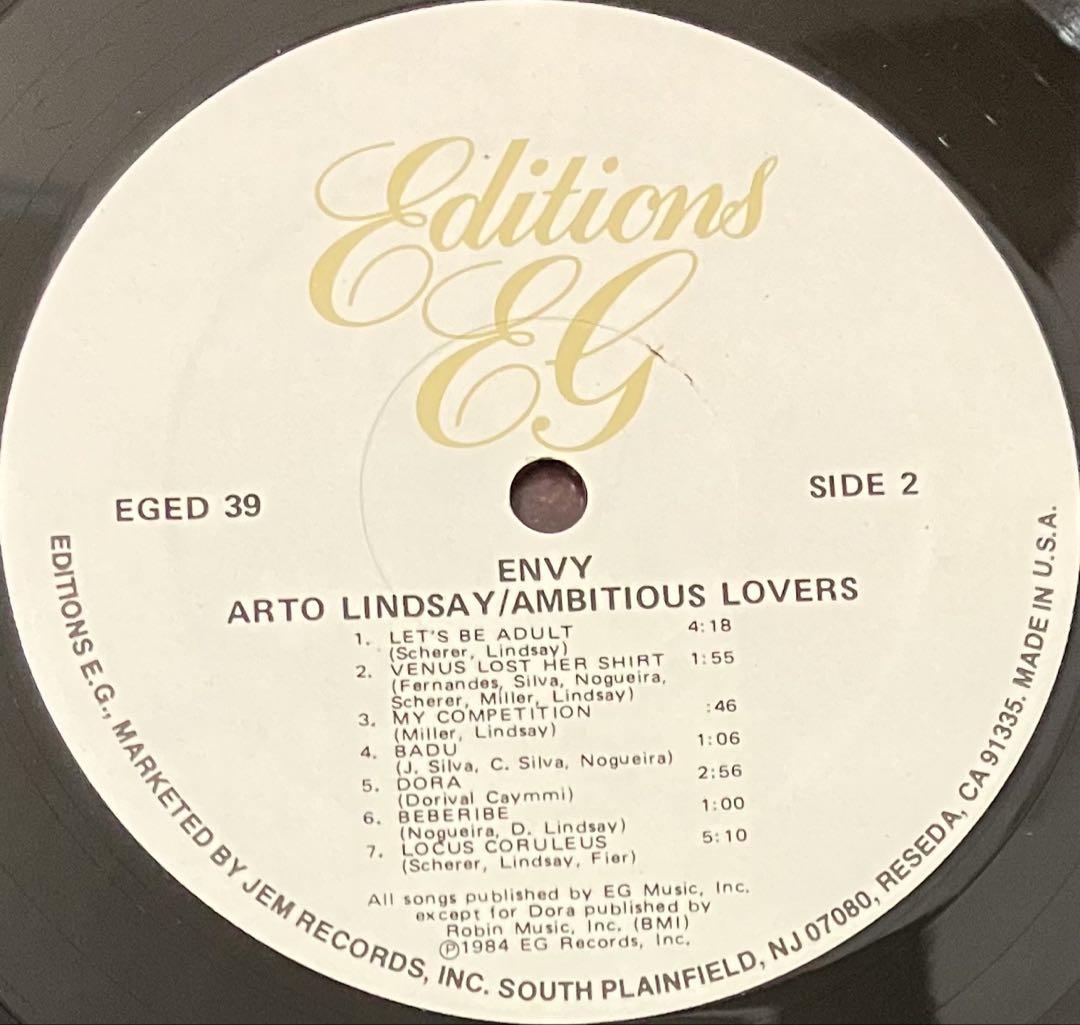 Editions
EG
EGED 39
SIDE 2
ENVY
ARTO LINDSAY/AMBITIOUS LOVERS
1. LET'S BE ADULT 4:18
(Scherer, Lindsay)
2. VENUS LOST HER SHIRT 1:55
(Fernandes, Silva, Nogueira,
Scherer, Miller, Lindsay)
3. MY COMPETITION :46
(Miller, Lindsay)
4. BADU 1:06
(J. Silva, C. Silva, Nogueira)
5. DORA 2:56
(Dorival Caymmi)
6. BEBERIBE 1:00
(Nogueira, D. Lindsay)
7. LOCUS CORULEUS 5:10
(Scherer, Lindsay, Fier)
All songs published by EG Music, Inc.
except for Dora published by
Robin Music, Inc. (BMI)
Ⓟ1984 EG Records, Inc.
EDITIONS E.G., MARKETED BY JEM RECORDS, INC. SOUTH PLAINFIELD, NJ 07080, RESEDA, CA 91335. MADE IN U.S.A.